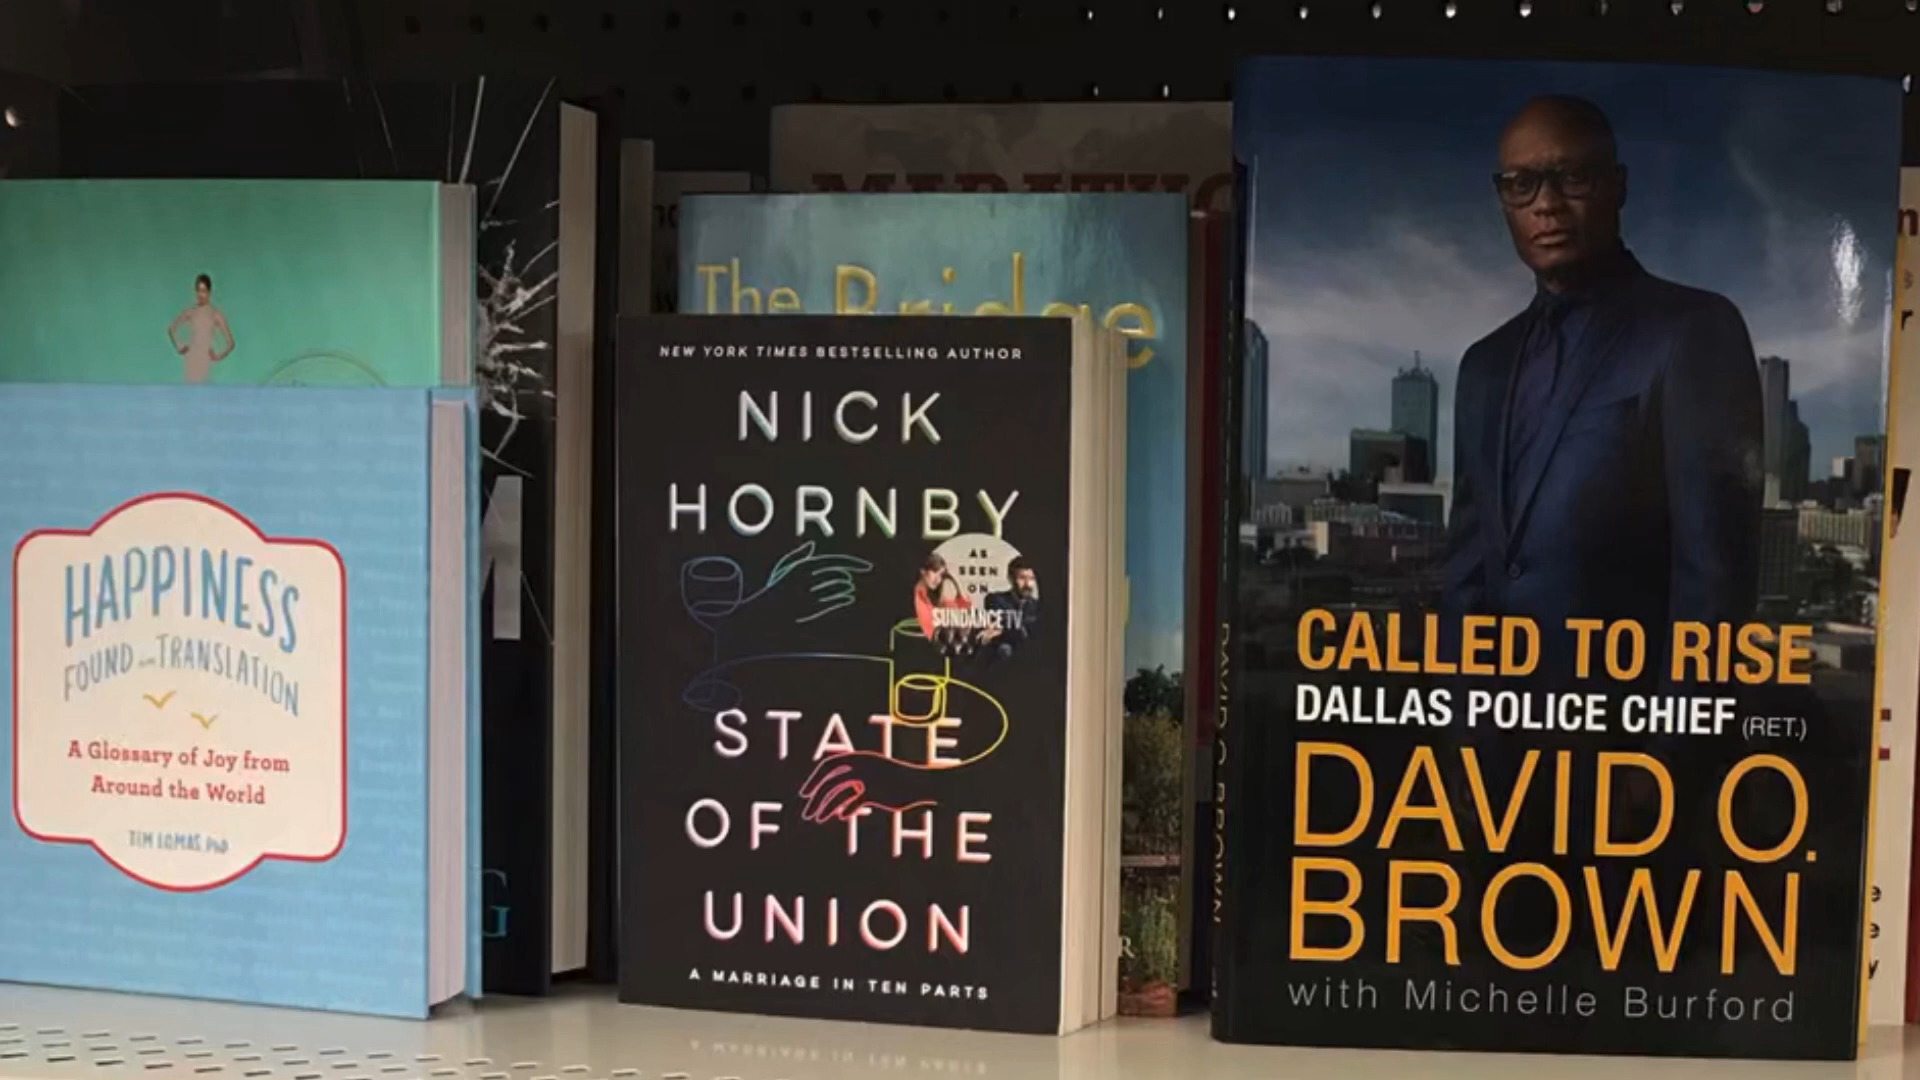 HAPPINESS
FOUND in TRANSLATION
A Glossary of Joy from
Around the World
TIM LOMAS, PhD
The Bridge
NEW YORK TIMES BESTSELLING AUTHOR
NICK
HORNBY
AS
SEEN
ON
SUNDANCE TV
STATE
OF THE
UNION
A MARRIAGE IN TEN PARTS
CALLED TO RISE
DALLAS POLICE CHIEF (RET.)
DAVID O.
BROWN
with Michelle Burford
DAVID O. BROWN